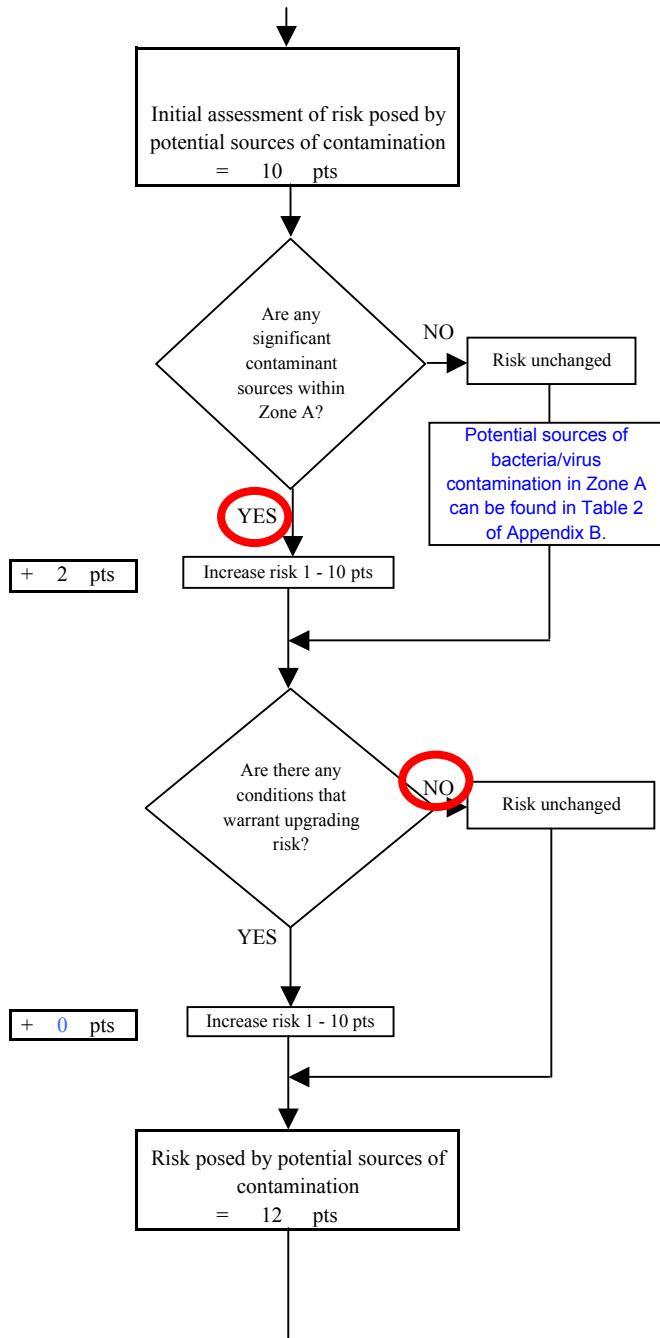 Initial assessment of risk posed by
potential sources of contamination
= 10 pts
Are any
significant
contaminant
sources within
Zone A?
NO
Risk unchanged
Potential sources of
bacteria/virus
contamination in Zone A
can be found in Table 2
of Appendix B.
YES
+ 2 pts
Increase risk 1 - 10 pts
Are there any
conditions that
warrant upgrading
risk?
NO
Risk unchanged
YES
+ 0 pts
Increase risk 1 - 10 pts
Risk posed by potential sources of
contamination
= 12 pts